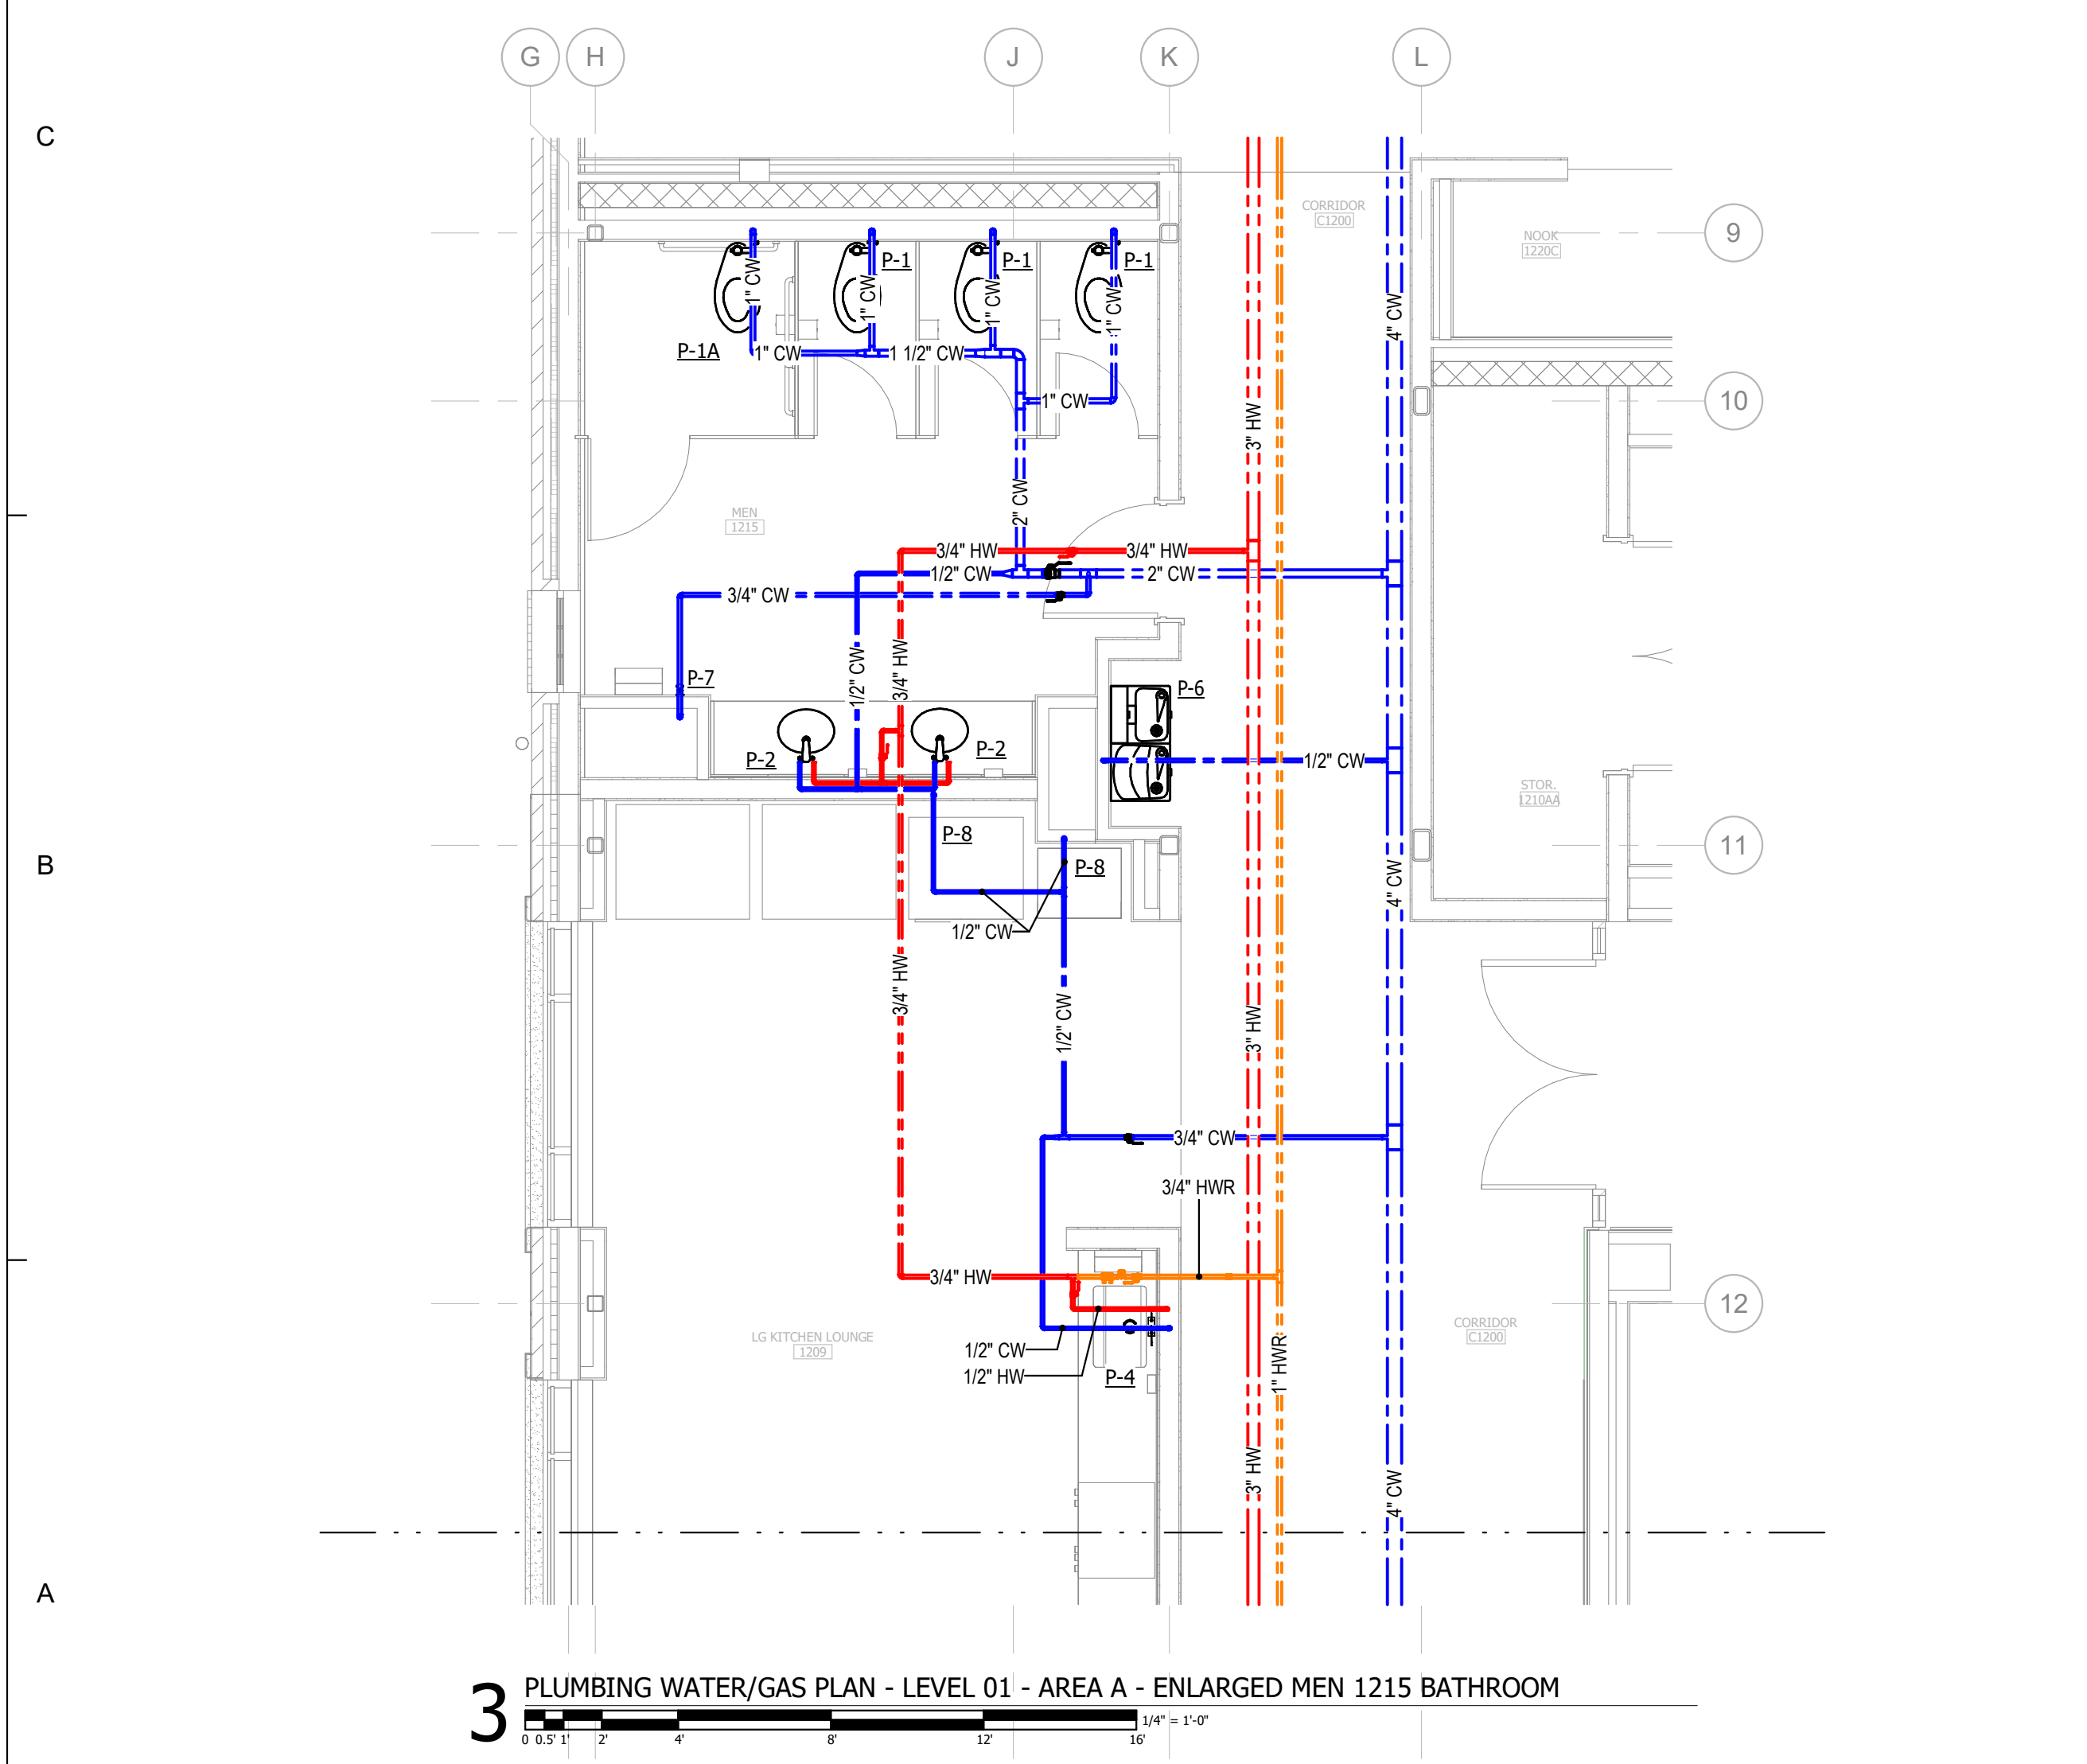 G
H
J
K
L
C
CORRIDOR
C1200
NOOK
1220C
9
P-1
P-1
P-1
1" CW
1" CW
1" CW
1" CW
4" CW
P-1A
1" CW
1 1/2" CW
1" CW
10
3" HW
2" CW
MEN
1215
3/4" HW
3/4" HW
1/2" CW
2" CW
3/4" CW
1/2" CW
3/4" HW
P-7
P-6
P-2
P-2
1/2" CW
STOR.
1210AA
P-8
P-8
11
B
4" CW
1/2" CW
3/4" HW
1/2" CW
3" HW
3/4" CW
3/4" HWR
3/4" HW
12
LG KITCHEN LOUNGE
1209
CORRIDOR
C1200
1/2" CW
1/2" HW
P-4
1" HWR
3" HW
4" CW
A
3
PLUMBING WATER/GAS PLAN - LEVEL 01 - AREA A - ENLARGED MEN 1215 BATHROOM
1/4" = 1'-0"
0 0.5' 1' 2' 4' 8' 12' 16'